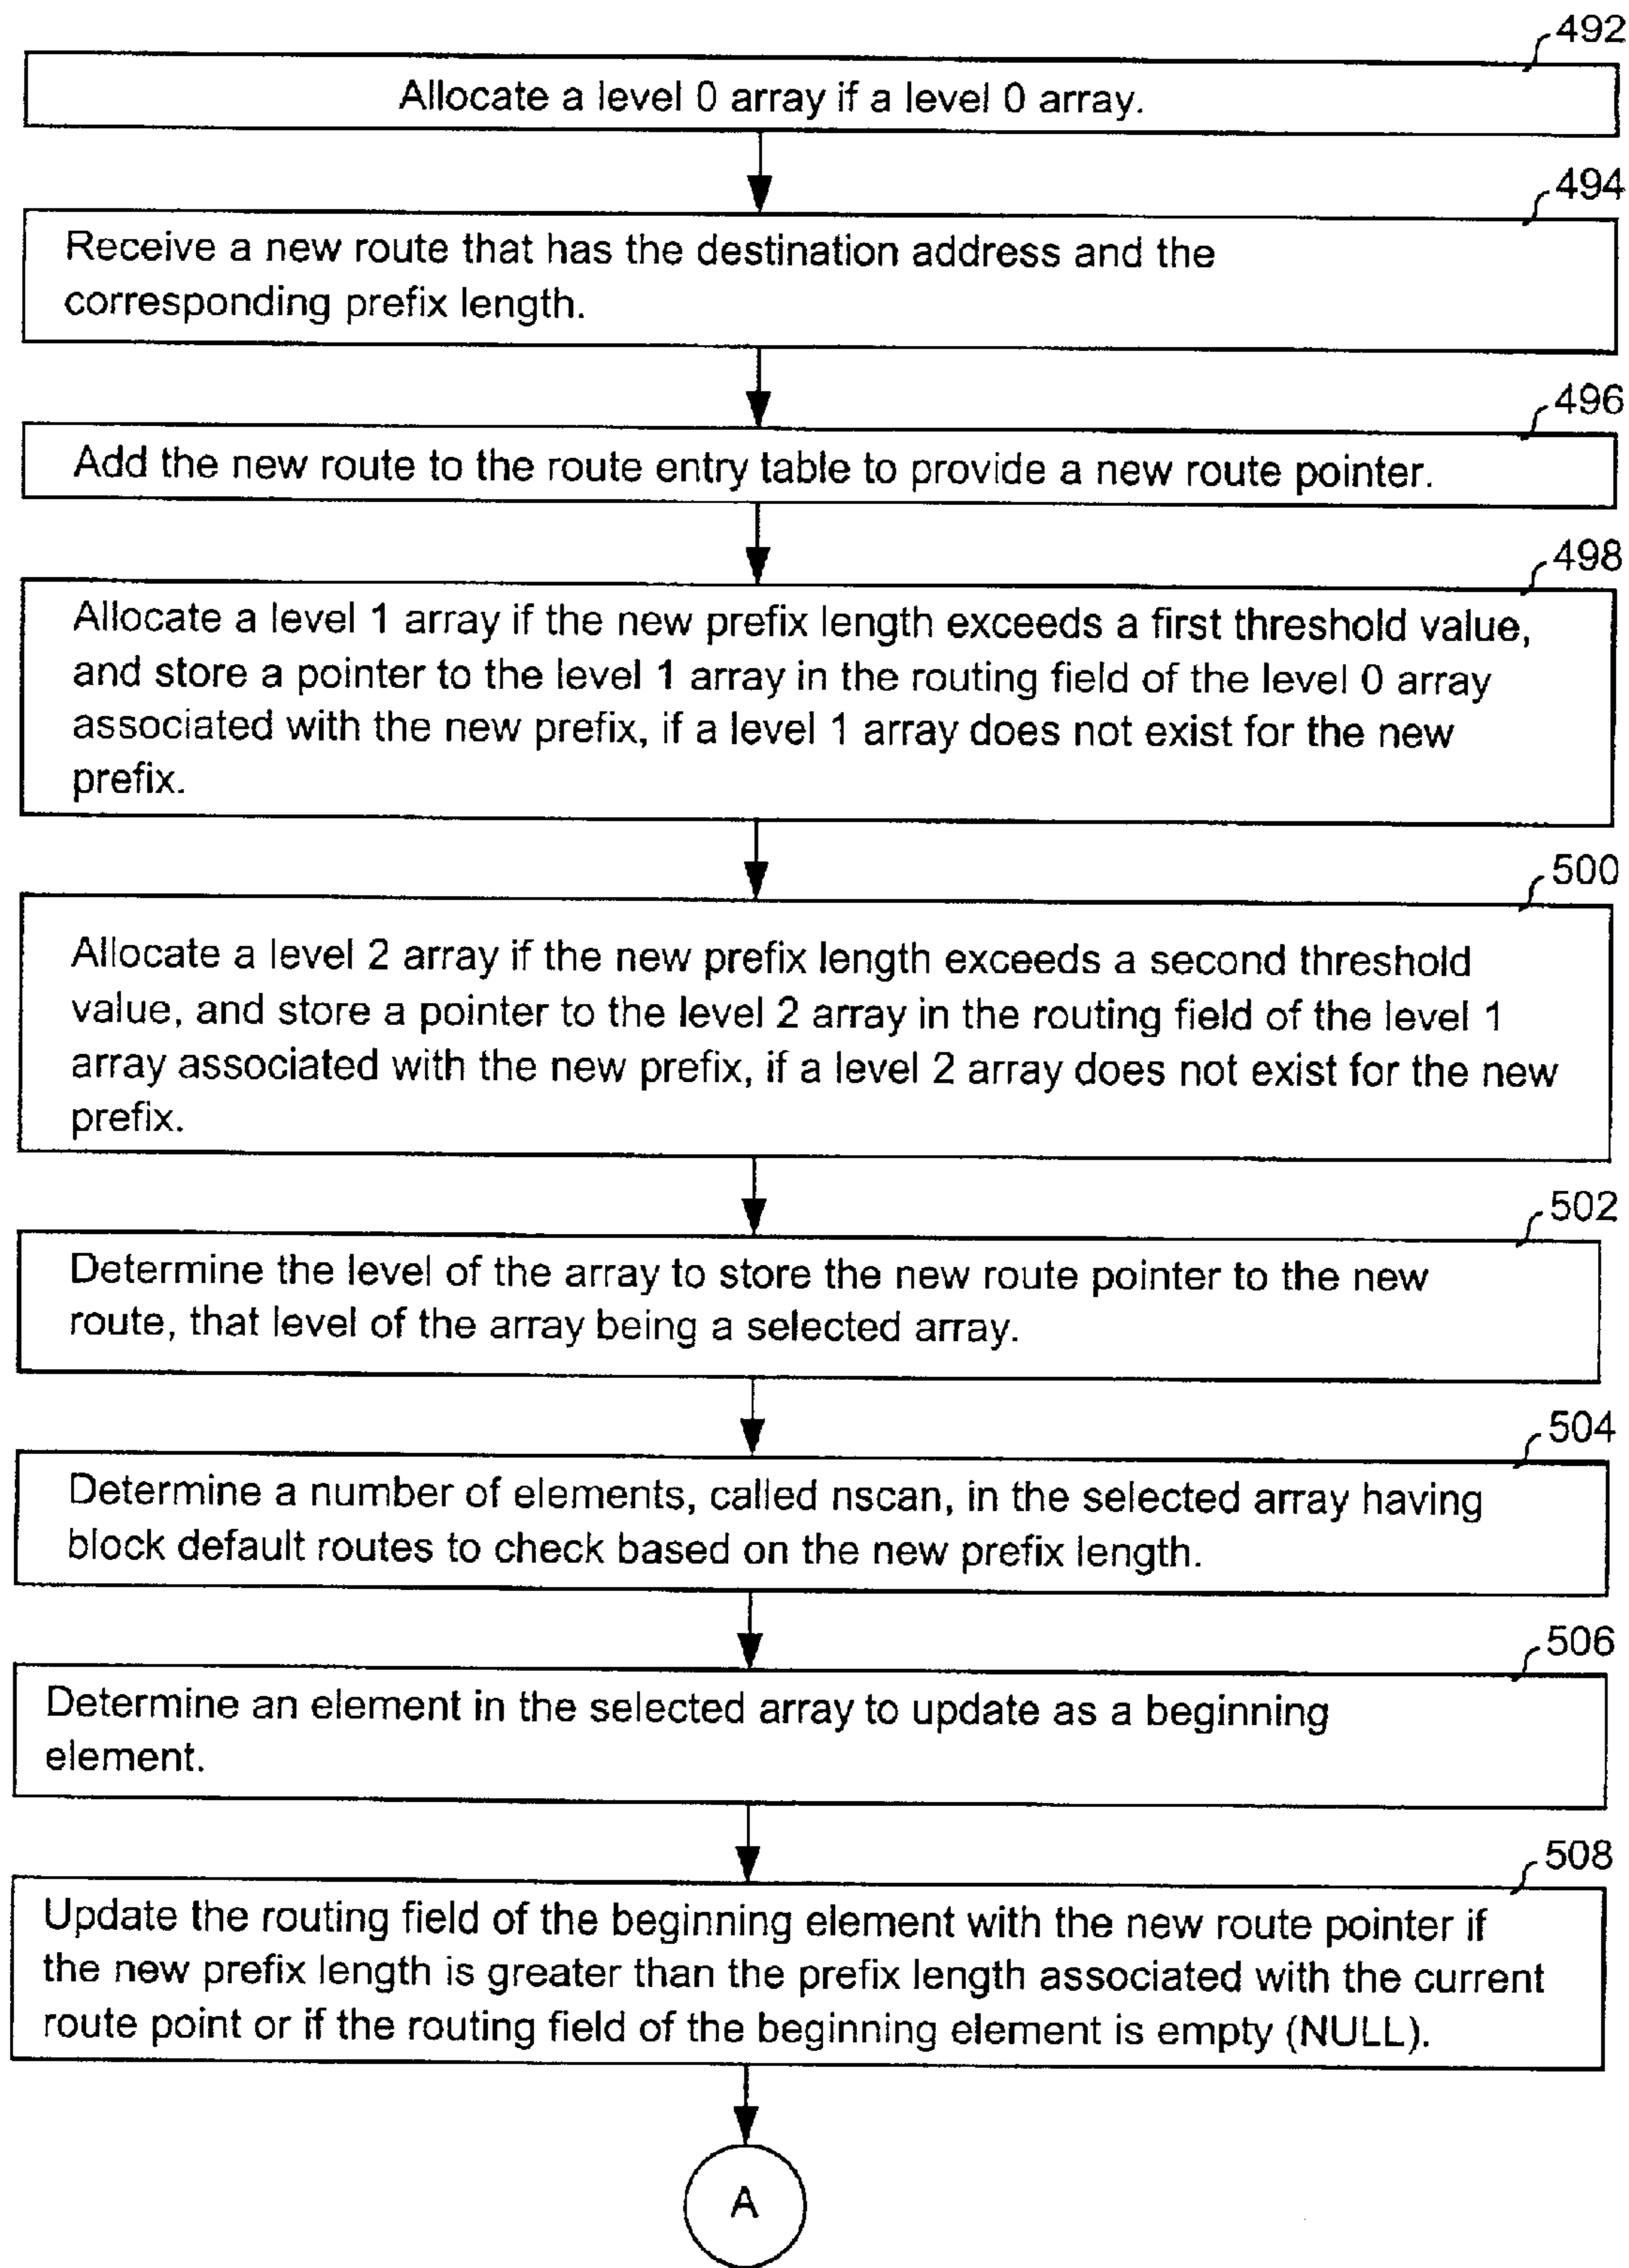 492
Allocate a level 0 array if a level 0 array.
494
Receive a new route that has the destination address and the
corresponding prefix length.
496
Add the new route to the route entry table to provide a new route pointer.
498
Allocate a level 1 array if the new prefix length exceeds a first threshold value,
and store a pointer to the level 1 array in the routing field of the level 0 array
associated with the new prefix, if a level 1 array does not exist for the new
prefix.
500
Allocate a level 2 array if the new prefix length exceeds a second threshold
value, and store a pointer to the level 2 array in the routing field of the level 1
array associated with the new prefix, if a level 2 array does not exist for the new
prefix.
502
Determine the level of the array to store the new route pointer to the new
route, that level of the array being a selected array.
504
Determine a number of elements, called nscan, in the selected array having
block default routes to check based on the new prefix length.
506
Determine an element in the selected array to update as a beginning
element.
508
Update the routing field of the beginning element with the new route pointer if
the new prefix length is greater than the prefix length associated with the current
route point or if the routing field of the beginning element is empty (NULL).
A